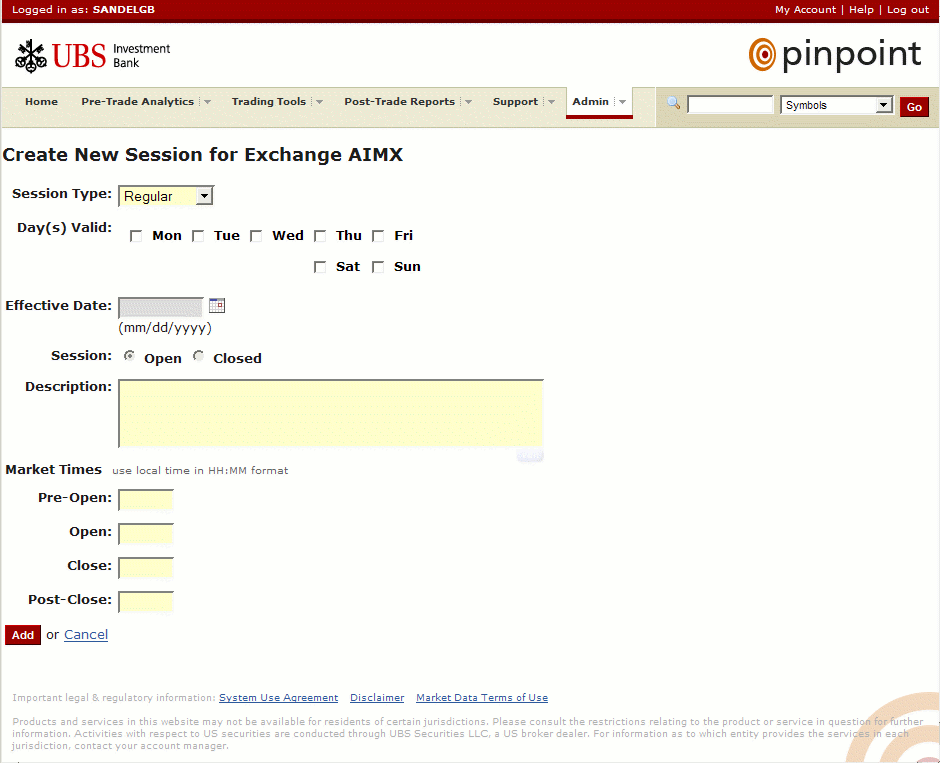 Logged in as: SANDELGB My Account | Help | Log out
UBS Investment Bank pinpoint
Home Pre-Trade Analytics Trading Tools Post-Trade Reports Support Admin Symbols Go
Create New Session for Exchange AIMX
Session Type: Regular
Day(s) Valid: Mon Tue Wed Thu Fri
Sat Sun
Effective Date:
(mm/dd/yyyy)
Session: Open Closed
Description:
Market Times use local time in HH:MM format
Pre-Open:
Open:
Close:
Post-Close:
Add or Cancel
Important legal & regulatory information: System Use Agreement Disclaimer Market Data Terms of Use
Products and services in this website may not be available for residents of certain jurisdictions. Please consult the restrictions relating to the product or service in question for further
information. Activities with respect to US securities are conducted through UBS Securities LLC, a US broker dealer. For information as to which entity provides the services in each
jurisdiction, contact your account manager.